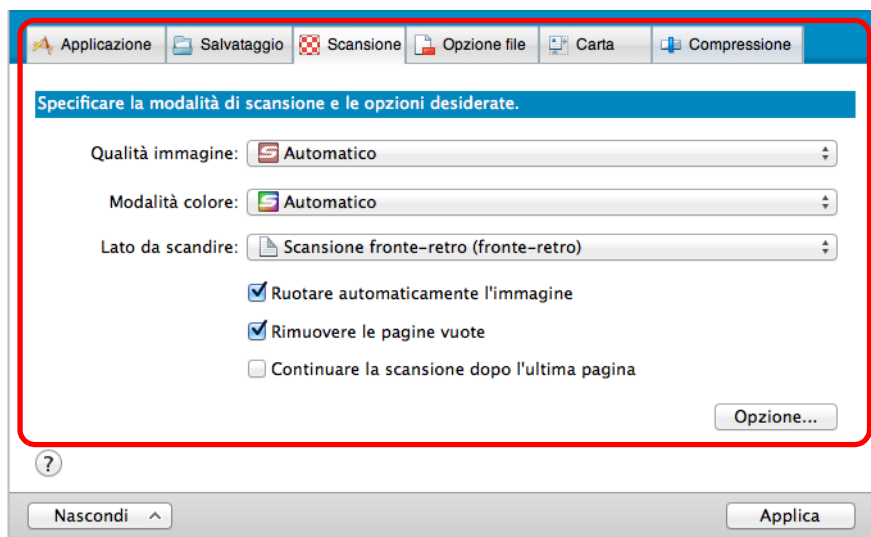 Applicazione Salvataggio Scansione Opzione file Carta Compressione
Specificare la modalità di scansione e le opzioni desiderate.
Qualità immagine: Automatico
Modalità colore: Automatico
Lato da scandire: Scansione fronte-retro (fronte-retro)
Ruotare automaticamente l'immagine
Rimuovere le pagine vuote
Continuare la scansione dopo l'ultima pagina
Opzione...
?
Nascondi Applica